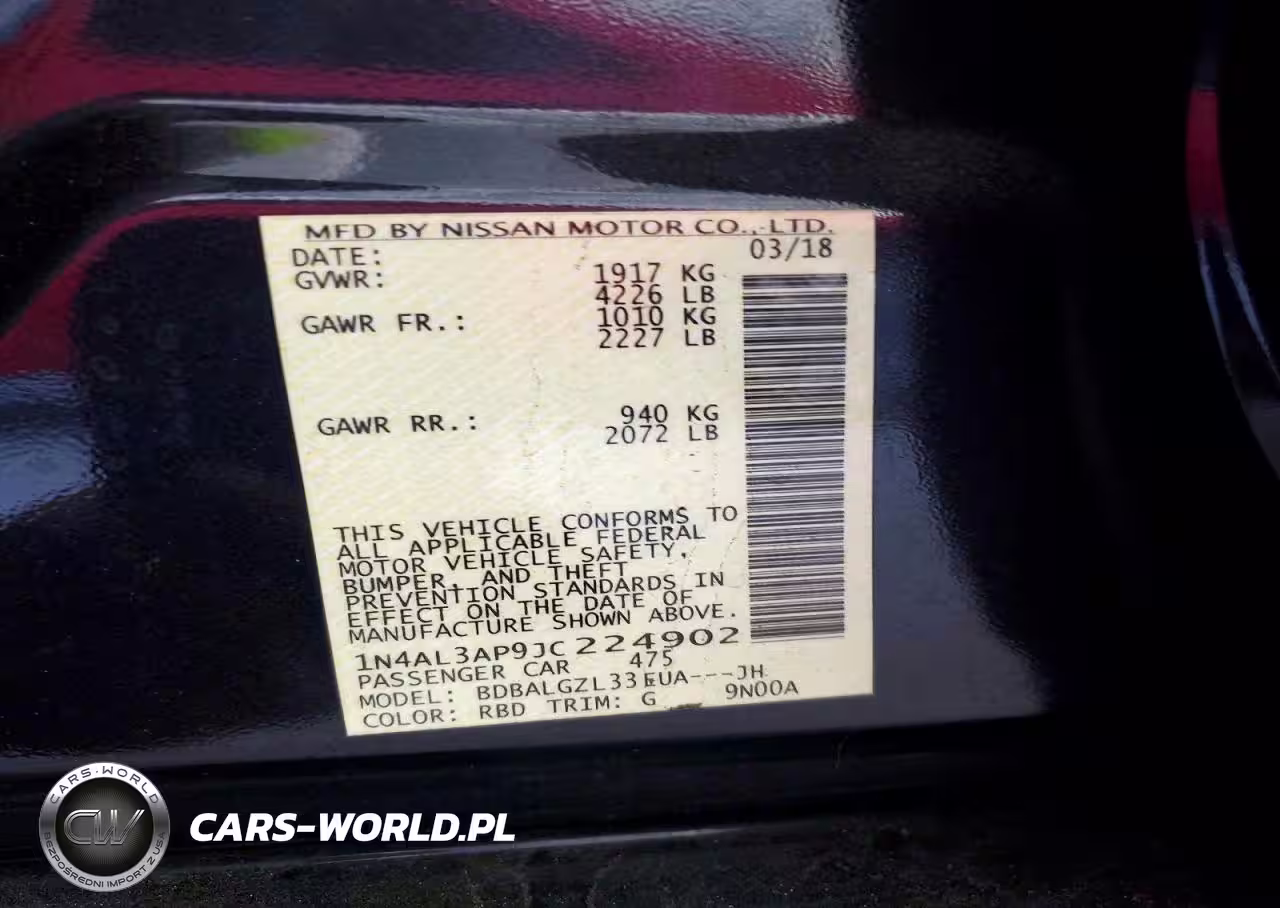 MFD BY NISSAN MOTOR CO., LTD.
DATE: 03/18
GVWR: 1917 KG
4226 LB
GAWR FR.: 1010 KG
2227 LB
GAWR RR.: 940 KG
2072 LB
THIS VEHICLE CONFORMS TO
ALL APPLICABLE FEDERAL
MOTOR VEHICLE SAFETY,
BUMPER, AND THEFT
PREVENTION STANDARDS IN
EFFECT ON THE DATE OF
MANUFACTURE SHOWN ABOVE.
1N4AL3AP9JC224902
PASSENGER CAR 475
MODEL: BDBALGZL33EUA---JH
COLOR: RBD TRIM: G 9N00A
CARS-WORLD
CW
BEZPOŚREDNI IMPORT Z USA
CARS-WORLD.PL